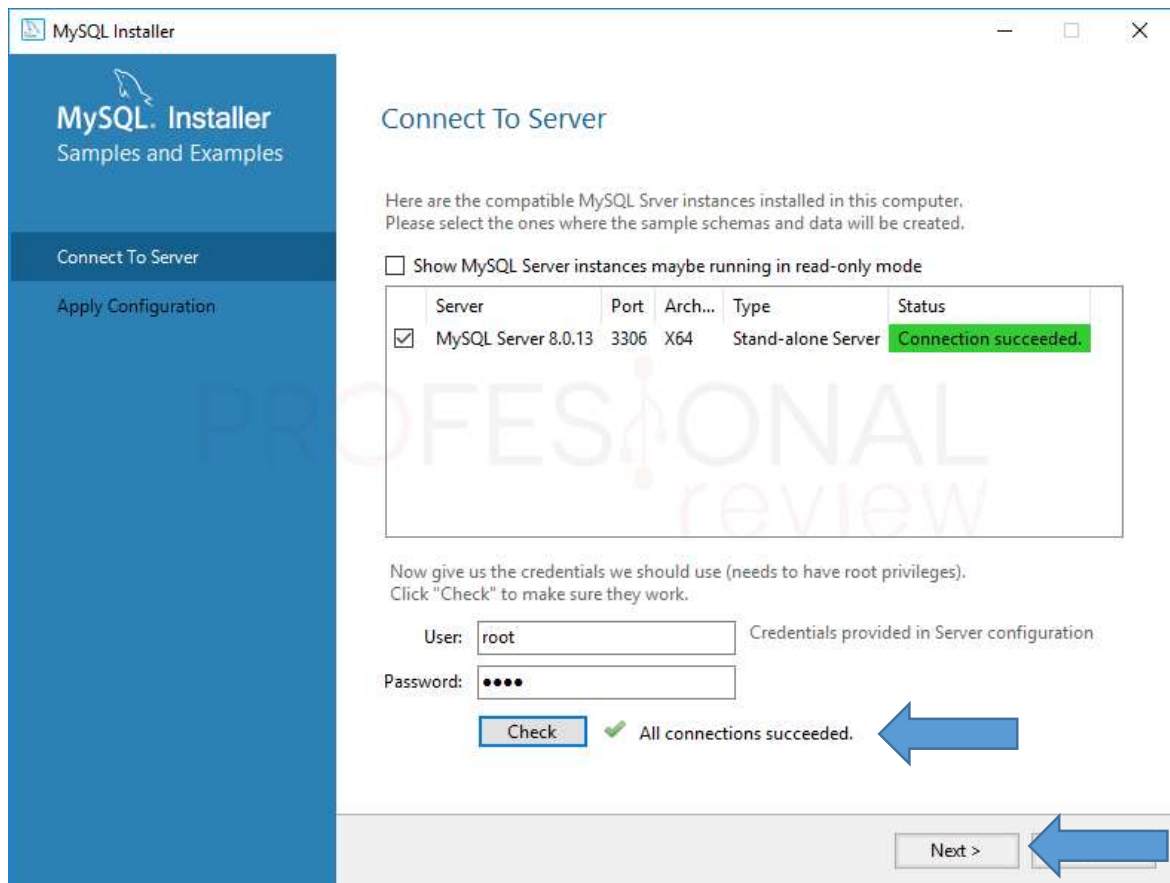 MySQL Installer
MySQL. Installer
Samples and Examples
Connect To Server
Apply Configuration
Connect To Server
Here are the compatible MySQL Srver instances installed in this computer.
Please select the ones where the sample schemas and data will be created.
Show MySQL Server instances maybe running in read-only mode
Server Port Arch... Type Status
MySQL Server 8.0.13 3306 X64 Stand-alone Server Connection succeeded.
PROFESIONAL
review
Now give us the credentials we should use (needs to have root privileges).
Click "Check" to make sure they work.
User: root Credentials provided in Server configuration
Password: ••••
Check All connections succeeded.
Next >